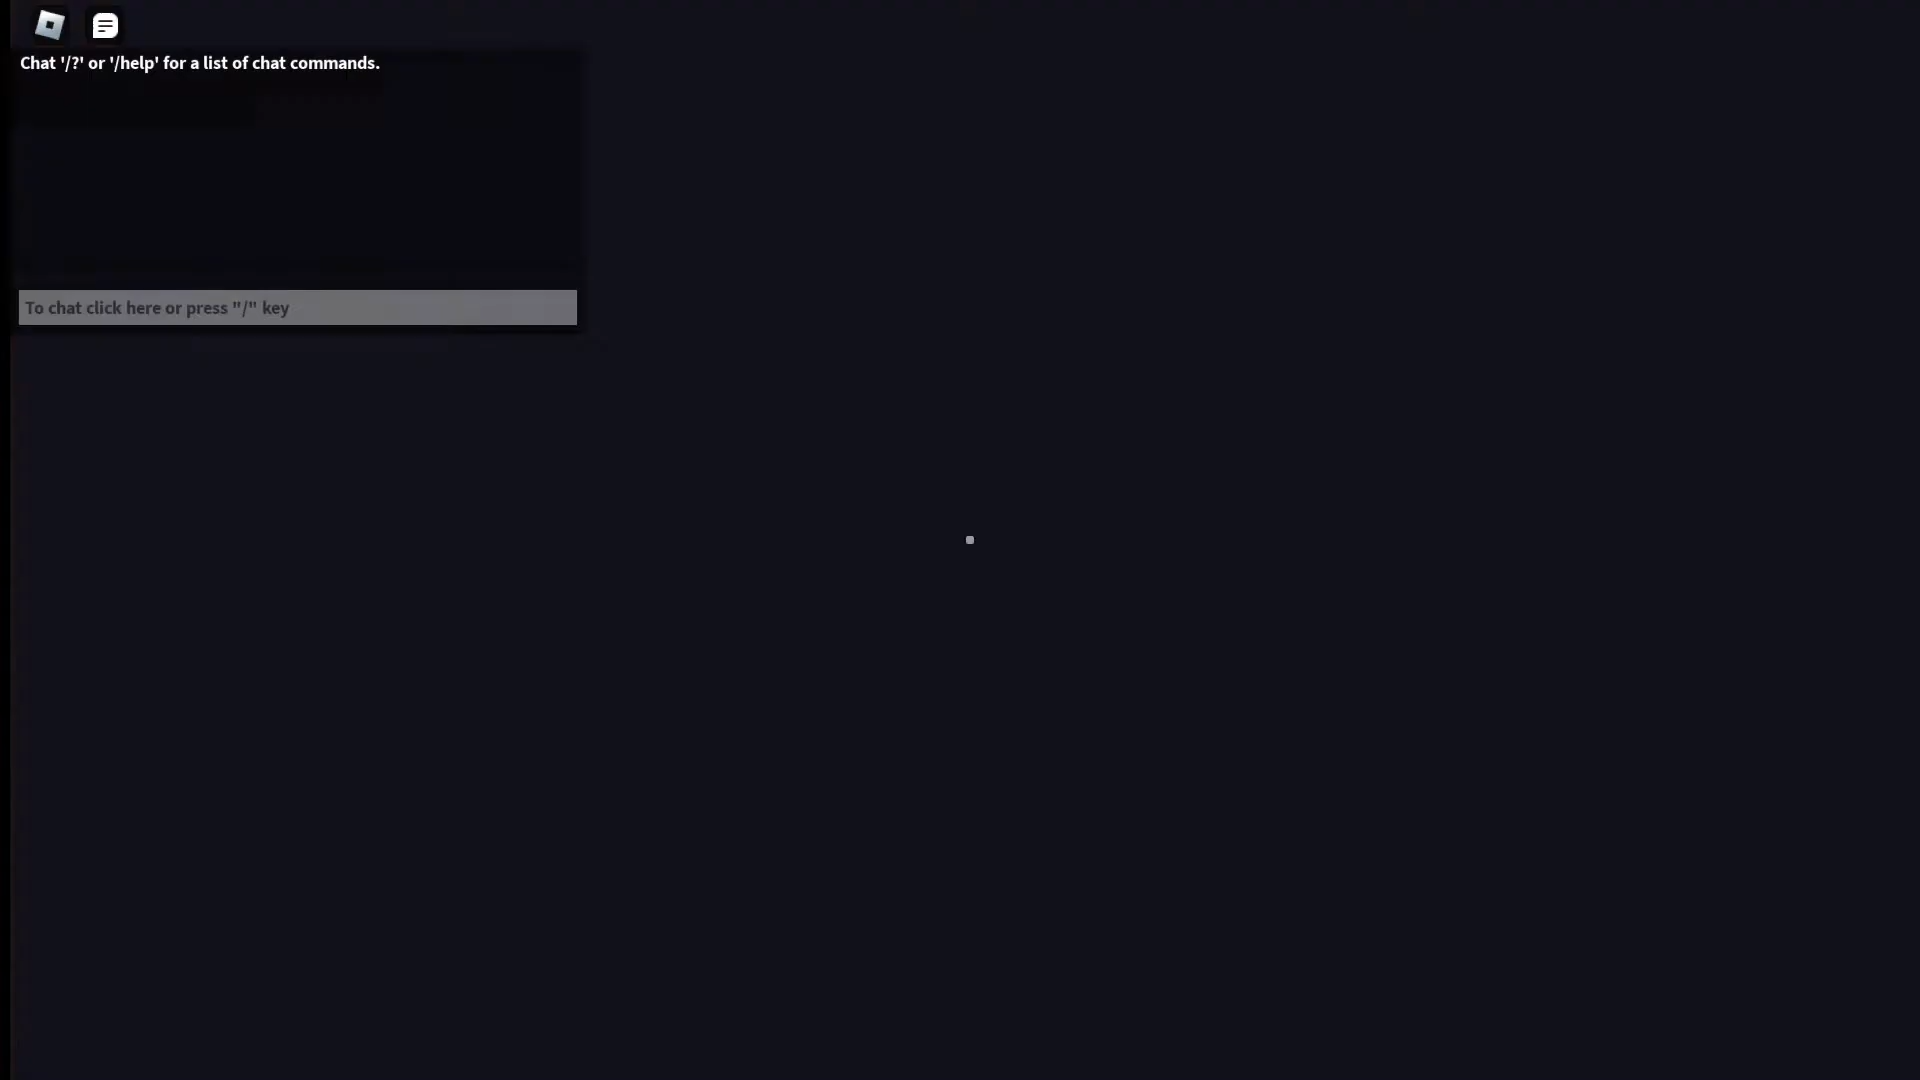 Chat '/?' or '/help' for a list of chat commands.
To chat click here or press "/" key